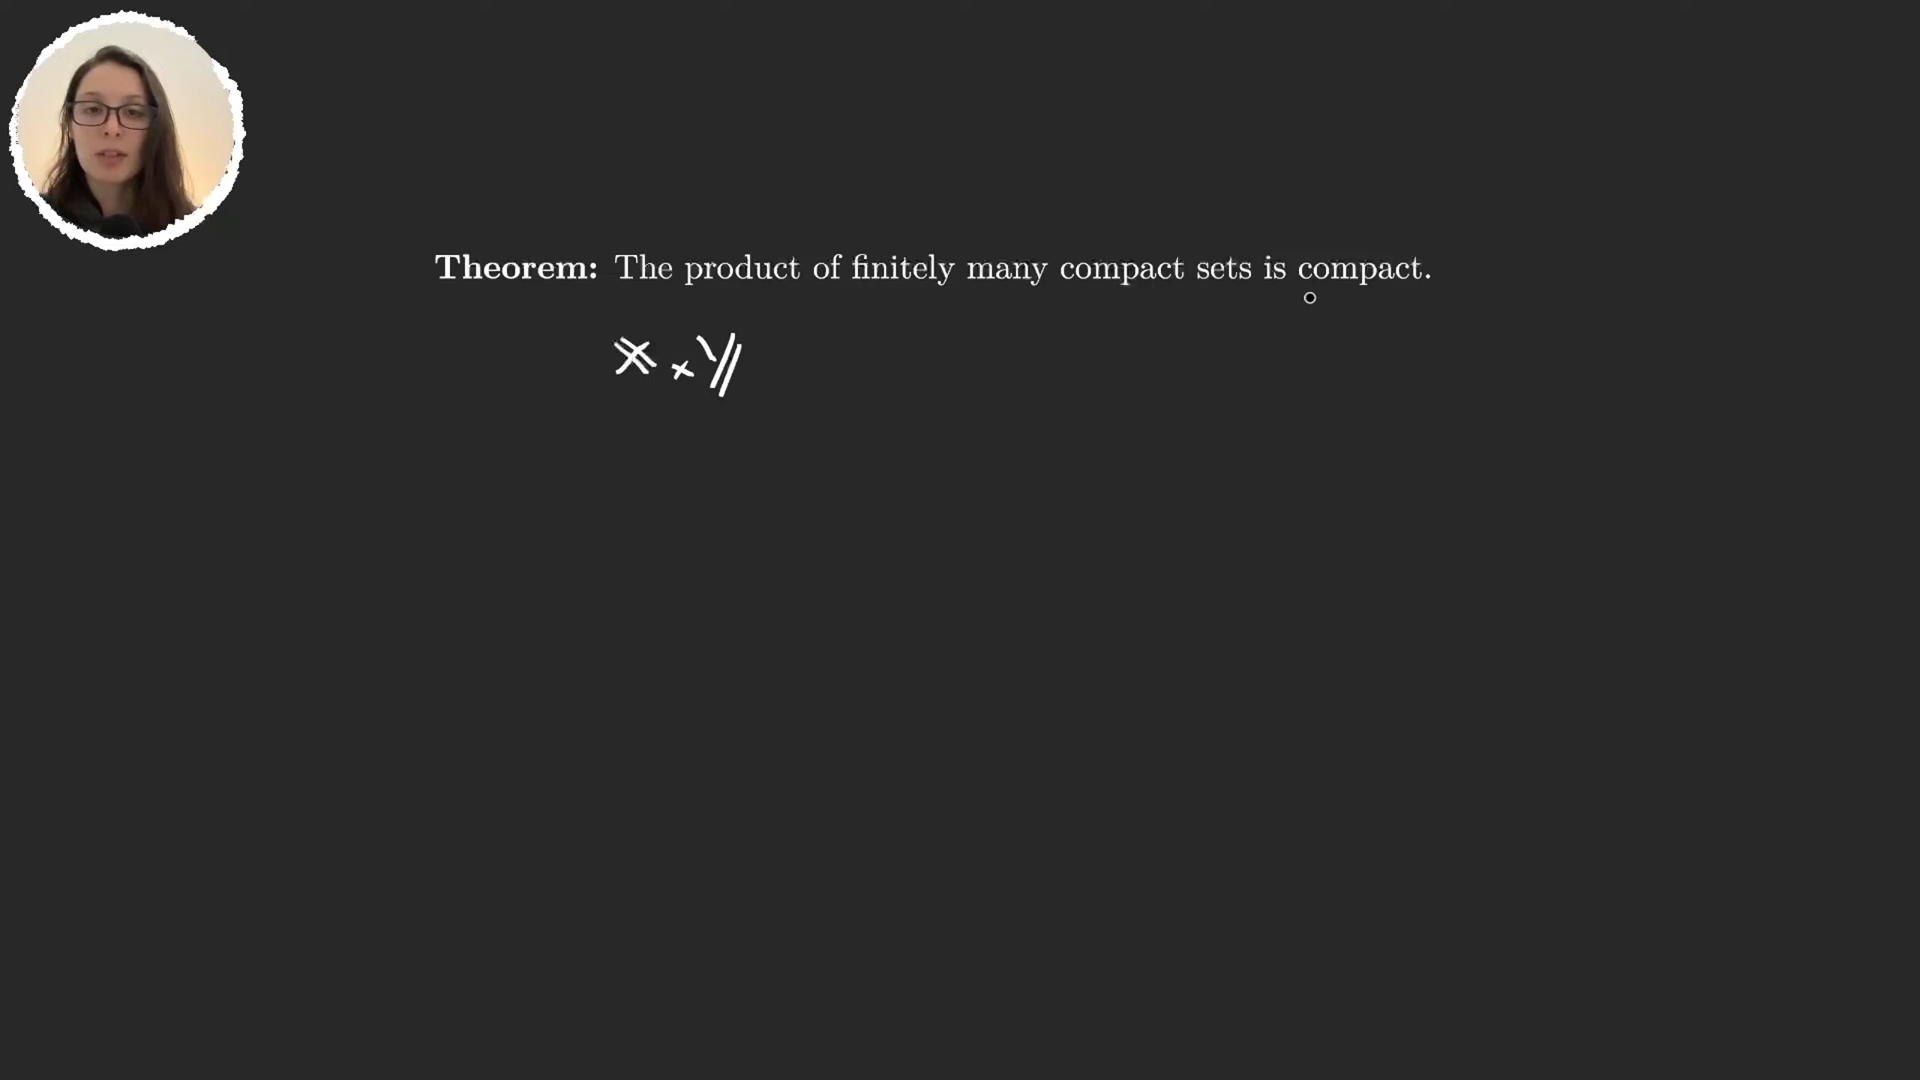 Theorem: The product of finitely many compact sets is compact.
𝕏 × 𝕐